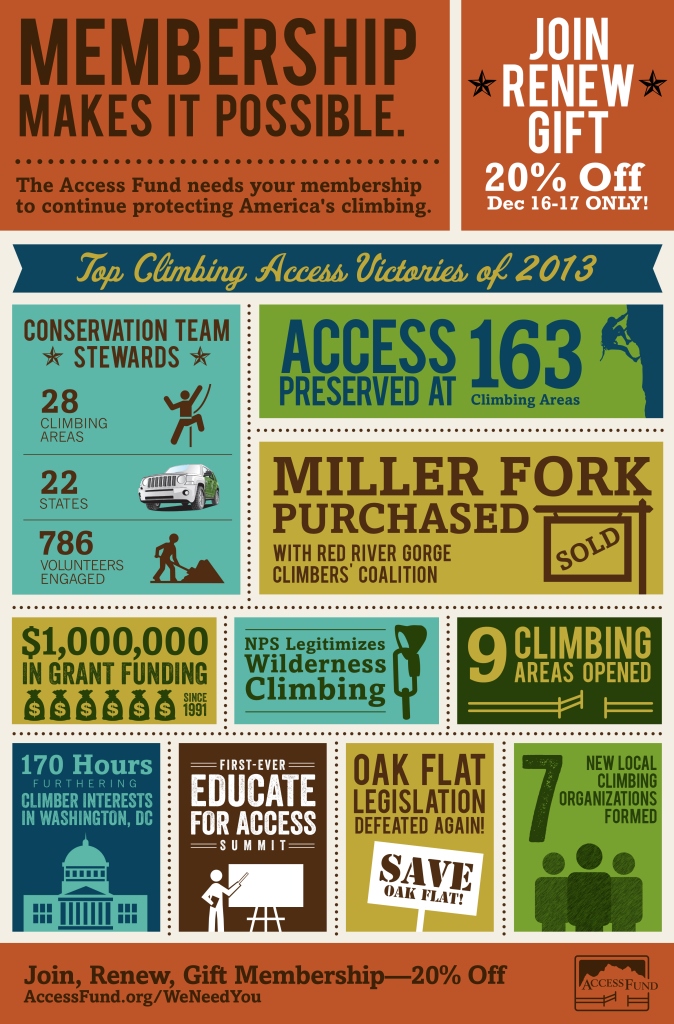 MEMBERSHIP
MAKES IT POSSIBLE.
The Access Fund needs your membership
to continue protecting America's climbing.
JOIN
RENEW
GIFT
20% Off
Dec 16-17 ONLY!
Top Climbing Access Victories of 2013
CONSERVATION TEAM
STEWARDS
28
CLIMBING
AREAS
22
STATES
786
VOLUNTEERS
ENGAGED
ACCESS
PRESERVED AT
163
Climbing Areas
MILLER FORK
PURCHASED
WITH RED RIVER GORGE
CLIMBERS' COALITION
SOLD
$1,000,000
IN GRANT FUNDING
$ $ $ $ $ $
SINCE
1991
NPS Legitimizes
Wilderness
Climbing
9
CLIMBING
AREAS OPENED
170 Hours
FURTHERING
CLIMBER INTERESTS
IN WASHINGTON, DC
FIRST-EVER
EDUCATE
FOR ACCESS
SUMMIT
OAK FLAT
LEGISLATION
DEFEATED AGAIN!
SAVE
OAK FLAT!
7
NEW LOCAL
CLIMBING
ORGANIZATIONS
FORMED
Join, Renew, Gift Membership—20% Off
AccessFund.org/WeNeedYou
ACCESS FUND